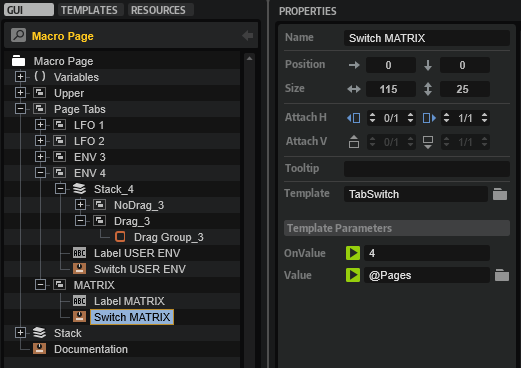 GUI TEMPLATES RESOURCES
Macro Page
Macro Page
( ) Variables
Upper
Page Tabs
LFO 1
LFO 2
ENV 3
ENV 4
Stack_4
NoDrag_3
Drag_3
Drag Group_3
ABC Label USER ENV
Switch USER ENV
MATRIX
ABC Label MATRIX
Switch MATRIX
Stack
Documentation
PROPERTIES
Name Switch MATRIX
Position 0 0
Size 115 25
Attach H 0/1 1/1
Attach V 0/1 1/1
Tooltip
Template TabSwitch
Template Parameters
OnValue 4
Value @Pages